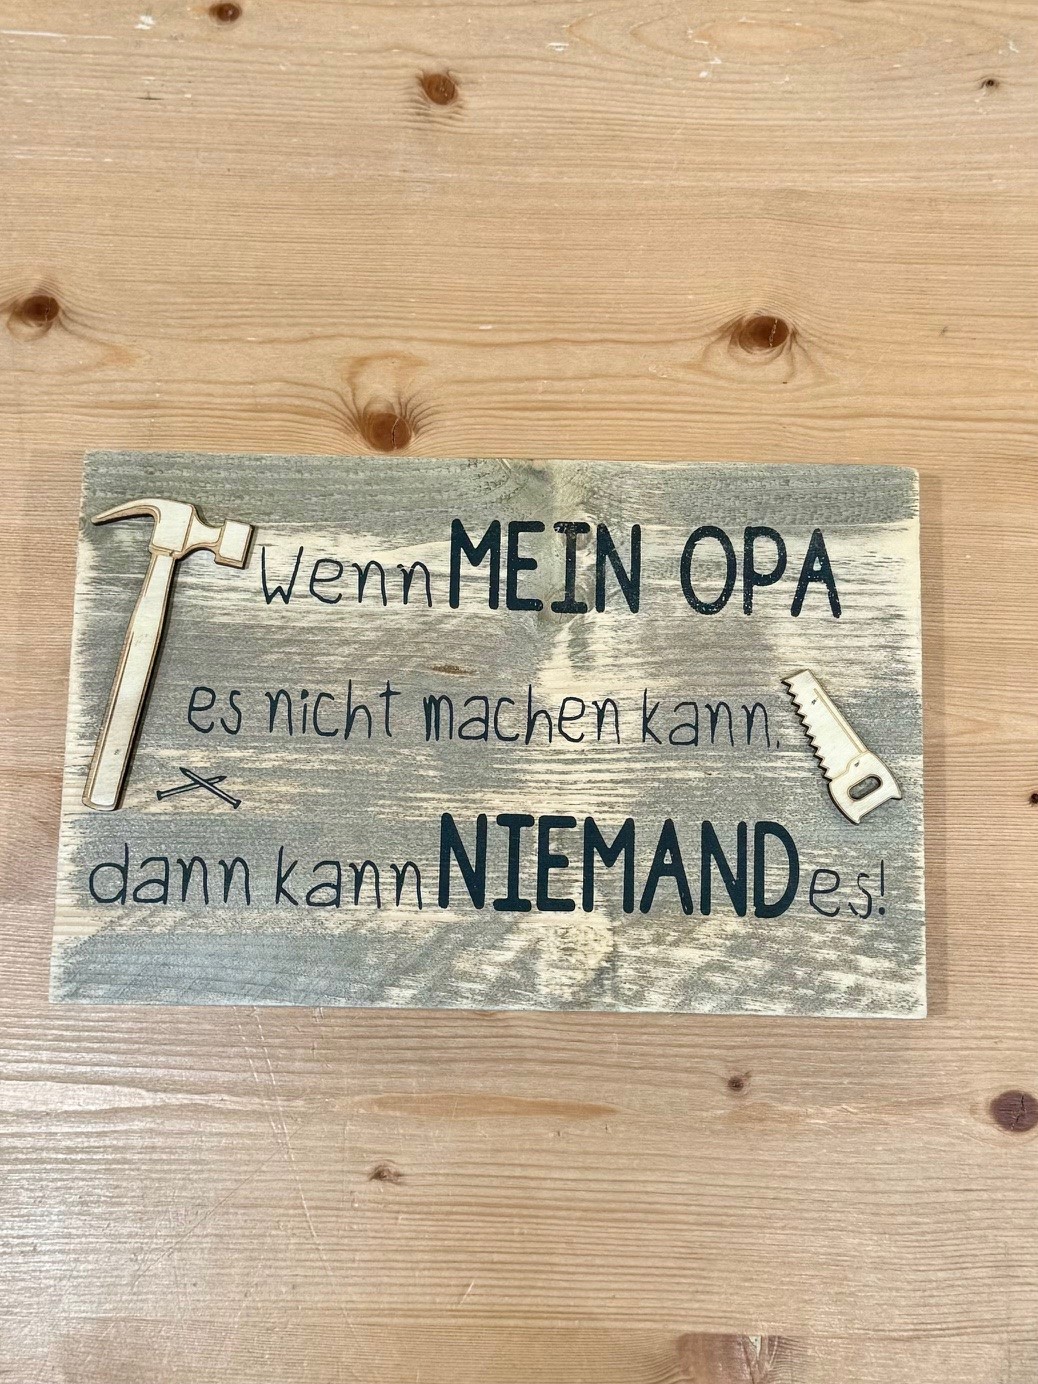 Wenn MEIN OPA
es nicht machen kann,
dann kann NIEMAND es!